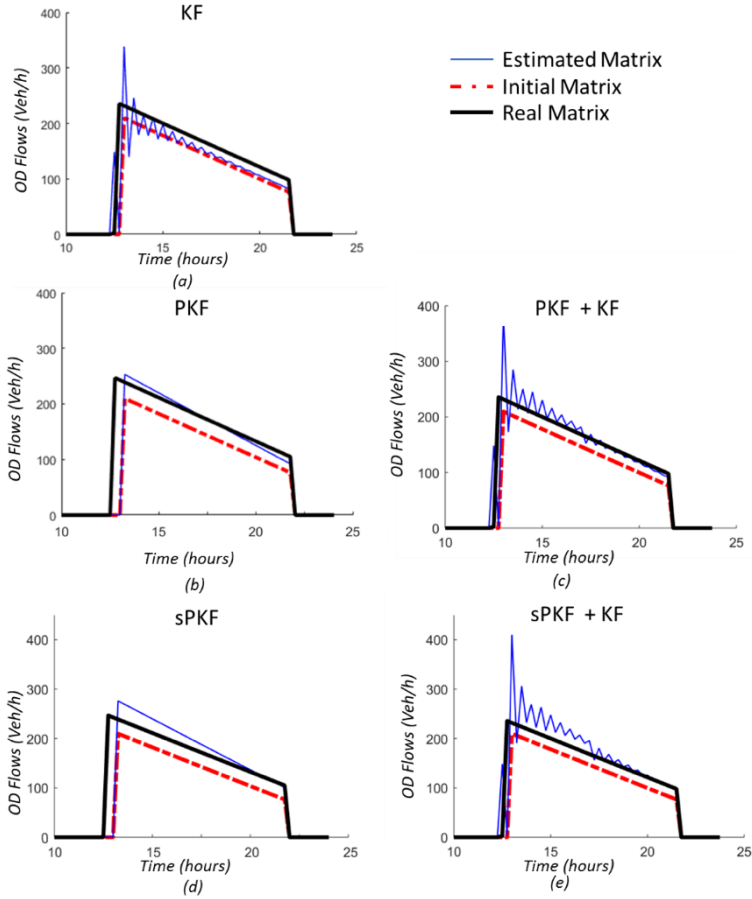 KF
400
300
200
100
0
OD Flows (Veh/h)
10
15
20
25
Time (hours)
(a)
Estimated Matrix
Initial Matrix
Real Matrix
PKF
400
300
200
100
0
OD Flows (Veh/h)
10
15
20
25
Time (hours)
(b)
PKF + KF
400
300
200
100
0
OD Flows (Veh/h)
10
15
20
25
Time (hours)
(c)
sPKF
400
300
200
100
0
OD Flows (Veh/h)
10
15
20
25
Time (hours)
(d)
sPKF + KF
400
300
200
100
0
OD Flows (Veh/h)
10
15
20
25
Time (hours)
(e)